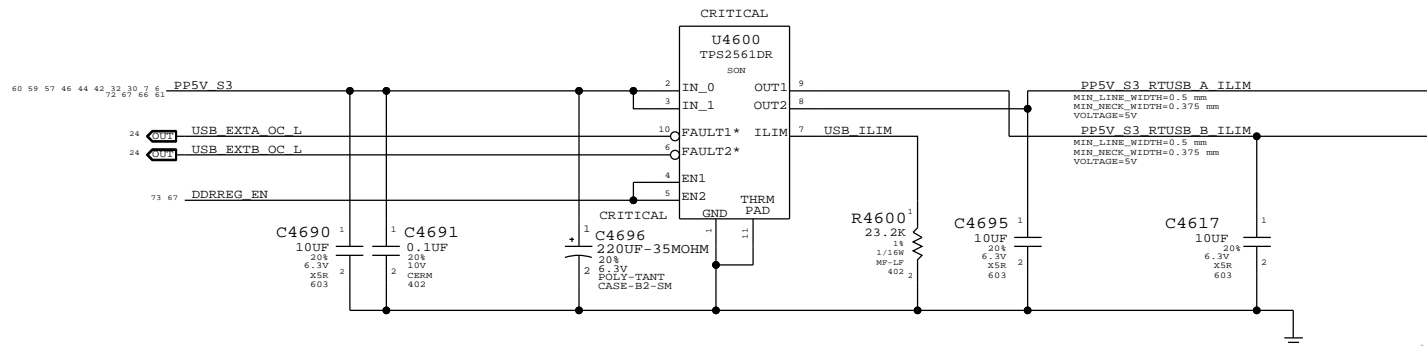 CRITICAL
U4600
TPS2561DR
SON
60 59 57 46 44 42 32 30 7 6
72 67 66 61
PP5V_S3
2 IN_0
3 IN_1
OUT1 9
OUT2 8
PP5V_S3_RTUSB_A_ILIM
MIN_LINE_WIDTH=0.5 mm
MIN_NECK_WIDTH=0.375 mm
VOLTAGE=5V
24 OUT USB_EXTA_OC_L
10 FAULT1*
ILIM 7
USB_ILIM
PP5V_S3_RTUSB_B_ILIM
MIN_LINE_WIDTH=0.5 mm
MIN_NECK_WIDTH=0.375 mm
VOLTAGE=5V
24 OUT USB_EXTB_OC_L
6 FAULT2*
4 EN1
73 67 DDRREG_EN
5 EN2
GND
1
THRM
PAD
11
C4690
10UF
20%
6.3V
X5R
603
1
2
C4691
0.1UF
20%
10V
CERM
402
1
2
CRITICAL
C4696
220UF-35MOHM
20%
6.3V
POLY-TANT
CASE-B2-SM
+
1
2
R4600
23.2K
1%
1/16W
MF-LF
402
1
2
C4695
10UF
20%
6.3V
X5R
603
1
2
C4617
10UF
20%
6.3V
X5R
603
1
2